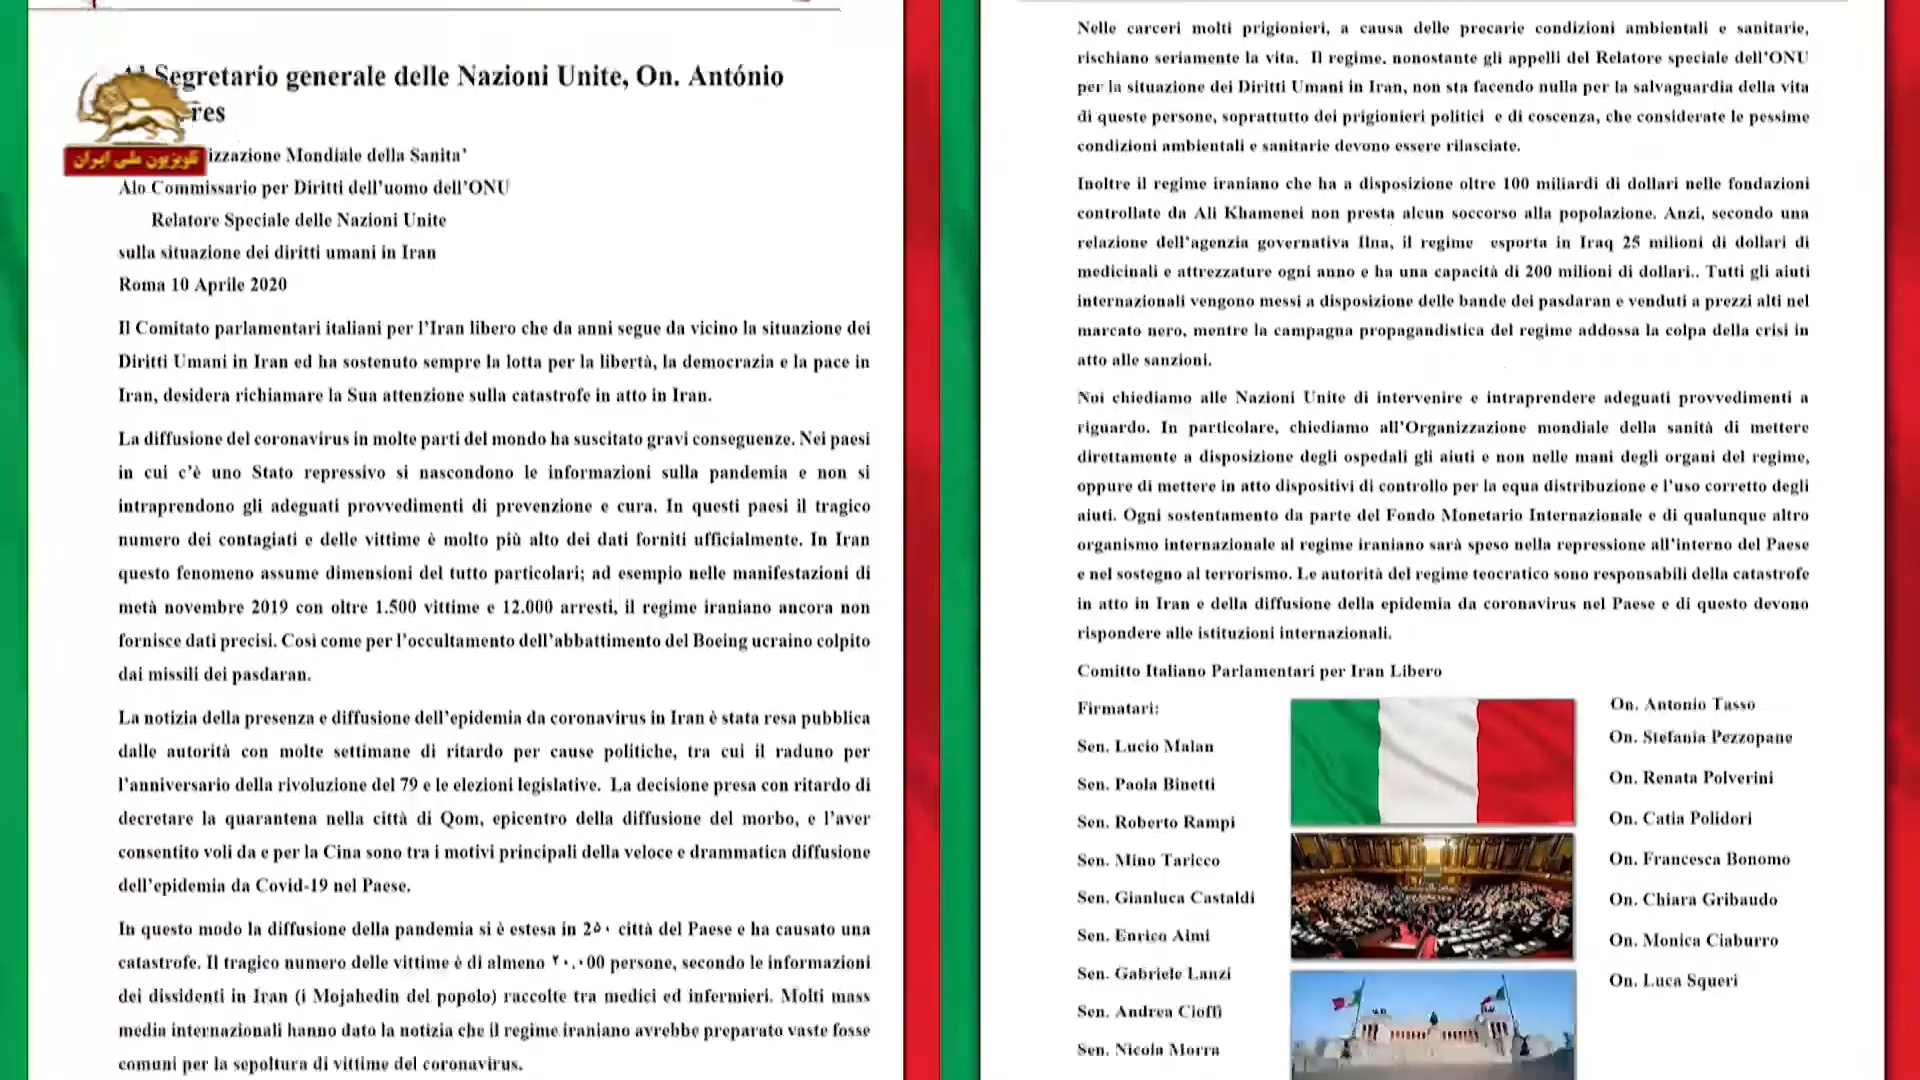 Segretario generale delle Nazioni Unite, On. António
res
تلویزیون ملی ایران
izzazione Mondiale della Sanita'
Alo Commissario per Diritti dell'uomo dell'ONU
Relatore Speciale delle Nazioni Unite
sulla situazione dei diritti umani in Iran
Roma 10 Aprile 2020
Il Comitato parlamentari italiani per l'Iran libero che da anni segue da vicino la situazione dei
Diritti Umani in Iran ed ha sostenuto sempre la lotta per la libertà, la democrazia e la pace in
Iran, desidera richiamare la Sua attenzione sulla catastrofe in atto in Iran.
La diffusione del coronavirus in molte parti del mondo ha suscitato gravi conseguenze. Nei paesi
in cui c'è uno Stato repressivo si nascondono le informazioni sulla pandemia e non si
intraprendono gli adeguati provvedimenti di prevenzione e cura. In questi paesi il tragico
numero dei contagiati e delle vittime è molto più alto dei dati forniti ufficialmente. In Iran
questo fenomeno assume dimensioni del tutto particolari; ad esempio nelle manifestazioni di
metà novembre 2019 con oltre 1.500 vittime e 12.000 arresti, il regime iraniano ancora non
fornisce dati precisi. Così come per l'occultamento dell'abbattimento del Boeing ucraino colpito
dai missili dei pasdaran.
La notizia della presenza e diffusione dell'epidemia da coronavirus in Iran è stata resa pubblica
dalle autorità con molte settimane di ritardo per cause politiche, tra cui il raduno per
l'anniversario della rivoluzione del 79 e le elezioni legislative. La decisione presa con ritardo di
decretare la quarantena nella città di Qom, epicentro della diffusione del morbo, e l'aver
consentito voli da e per la Cina sono tra i motivi principali della veloce e drammatica diffusione
dell'epidemia da Covid-19 nel Paese.
In questo modo la diffusione della pandemia si è estesa in 2۵۰ città del Paese e ha causato una
catastrofe. Il tragico numero delle vittime è di almeno ۲۰.۰00 persone, secondo le informazioni
dei dissidenti in Iran (i Mojahedin del popolo) raccolte tra medici ed infermieri. Molti mass
media internazionali hanno dato la notizia che il regime iraniano avrebbe preparato vaste fosse
comuni per la sepoltura di vittime del coronavirus.
Nelle carceri molti prigionieri, a causa delle precarie condizioni ambientali e sanitarie,
rischiano seriamente la vita. Il regime. nonostante gli appelli del Relatore speciale dell'ONU
per la situazione dei Diritti Umani in Iran, non sta facendo nulla per la salvaguardia della vita
di queste persone, soprattutto dei prigionieri politici e di coscenza, che considerate le pessime
condizioni ambientali e sanitarie devono essere rilasciate.
Inoltre il regime iraniano che ha a disposizione oltre 100 miliardi di dollari nelle fondazioni
controllate da Ali Khamenei non presta alcun soccorso alla popolazione. Anzi, secondo una
relazione dell'agenzia governativa Ilna, il regime esporta in Iraq 25 milioni di dollari di
medicinali e attrezzature ogni anno e ha una capacità di 200 milioni di dollari.. Tutti gli aiuti
internazionali vengono messi a disposizione delle bande dei pasdaran e venduti a prezzi alti nel
marcato nero, mentre la campagna propagandistica del regime addossa la colpa della crisi in
atto alle sanzioni.
Noi chiediamo alle Nazioni Unite di intervenire e intraprendere adeguati provvedimenti a
riguardo. In particolare, chiediamo all'Organizzazione mondiale della sanità di mettere
direttamente a disposizione degli ospedali gli aiuti e non nelle mani degli organi del regime,
oppure di mettere in atto dispositivi di controllo per la equa distribuzione e l'uso corretto degli
aiuti. Ogni sostentamento da parte del Fondo Monetario Internazionale e di qualunque altro
organismo internazionale al regime iraniano sarà speso nella repressione all'interno del Paese
e nel sostegno al terrorismo. Le autorità del regime teocratico sono responsabili della catastrofe
in atto in Iran e della diffusione della epidemia da coronavirus nel Paese e di questo devono
rispondere alle istituzioni internazionali.
Comitto Italiano Parlamentari per Iran Libero
Firmatari:
Sen. Lucio Malan
Sen. Paola Binetti
Sen. Roberto Rampi
Sen. Mino Taricco
Sen. Gianluca Castaldi
Sen. Enrico Aimi
Sen. Gabriele Lanzi
Sen. Andrea Cioffi
Sen. Nicola Morra
On. Antonio Tasso
On. Stefania Pezzopane
On. Renata Polverini
On. Catia Polidori
On. Francesca Bonomo
On. Chiara Gribaudo
On. Monica Ciaburro
On. Luca Squeri